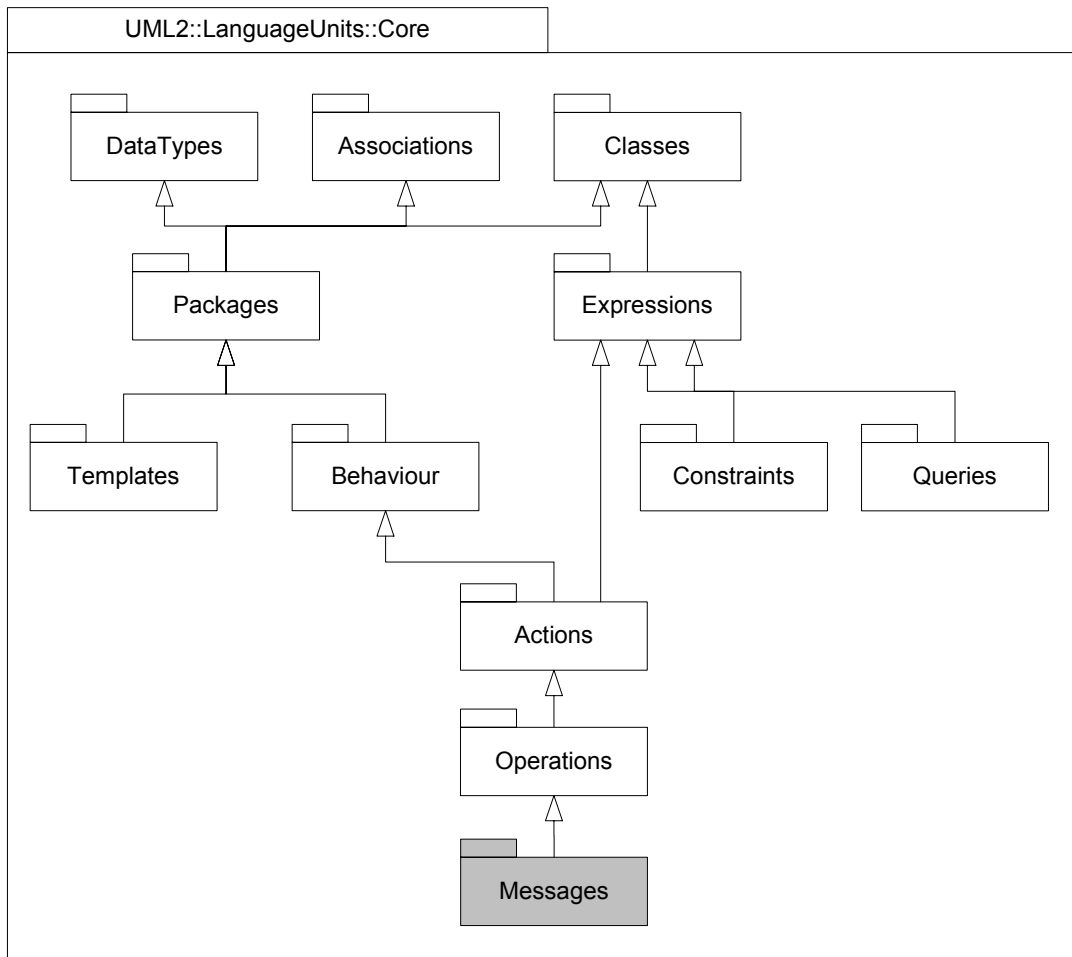 UML2::LanguageUnits::Core
DataTypes
Associations
Classes
Packages
Expressions
Templates
Behaviour
Constraints
Queries
Actions
Operations
Messages